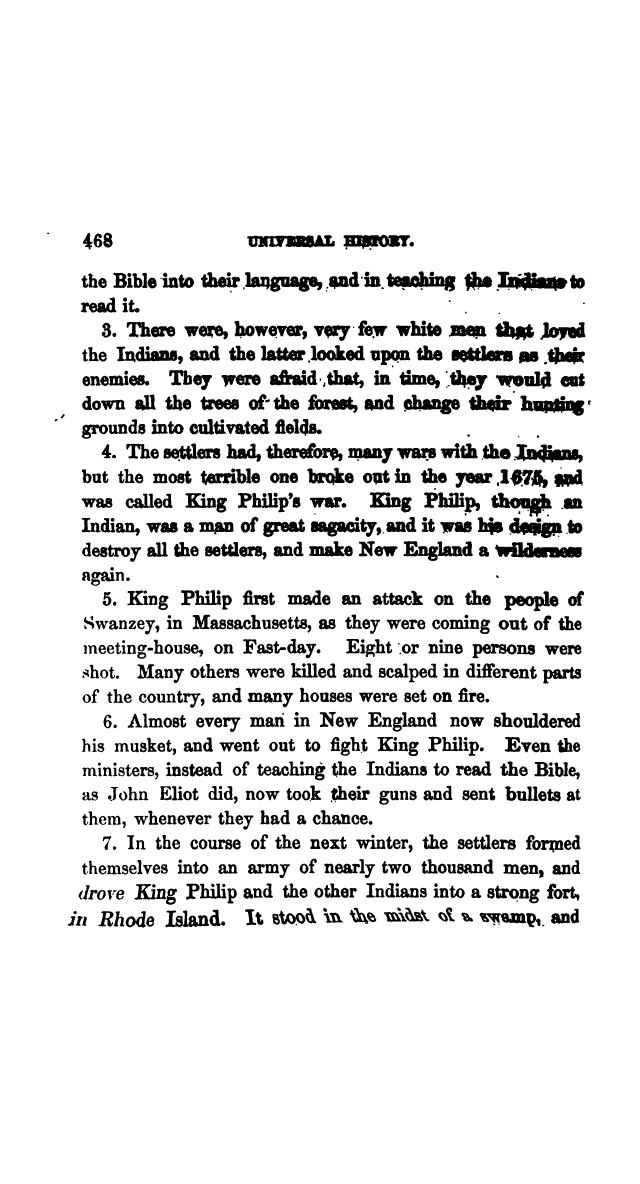 468 UNIVERSAL HISTORY.
the Bible into their language, and in teaching the Indians to
read it.
3. There were, however, very few white men that loved
the Indians, and the latter looked upon the settlers as their
enemies. They were afraid that, in time, they would cut
down all the trees of the forest, and change their hunting
grounds into cultivated fields.
4. The settlers had, therefore, many wars with the Indians,
but the most terrible one broke out in the year 1675, and
was called King Philip's war. King Philip, though an
Indian, was a man of great sagacity, and it was his design to
destroy all the settlers, and make New England a wilderness
again.
5. King Philip first made an attack on the people of
Swanzey, in Massachusetts, as they were coming out of the
meeting-house, on Fast-day. Eight or nine persons were
shot. Many others were killed and scalped in different parts
of the country, and many houses were set on fire.
6. Almost every man in New England now shouldered
his musket, and went out to fight King Philip. Even the
ministers, instead of teaching the Indians to read the Bible,
as John Eliot did, now took their guns and sent bullets at
them, whenever they had a chance.
7. In the course of the next winter, the settlers formed
themselves into an army of nearly two thousand men, and
drove King Philip and the other Indians into a strong fort,
in Rhode Island. It stood in the midst of a swamp, and